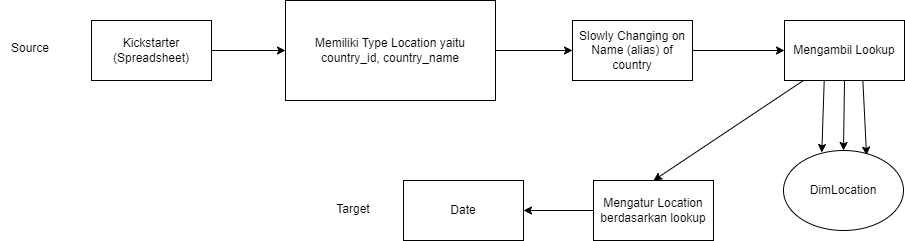 Source
Kickstarter
(Spreadsheet)
Memiliki Type Location yaitu
country_id, country_name
Slowly Changing on
Name (alias) of
country
Mengambil Lookup
DimLocation
Target
Date
Mengatur Location
berdasarkan lookup